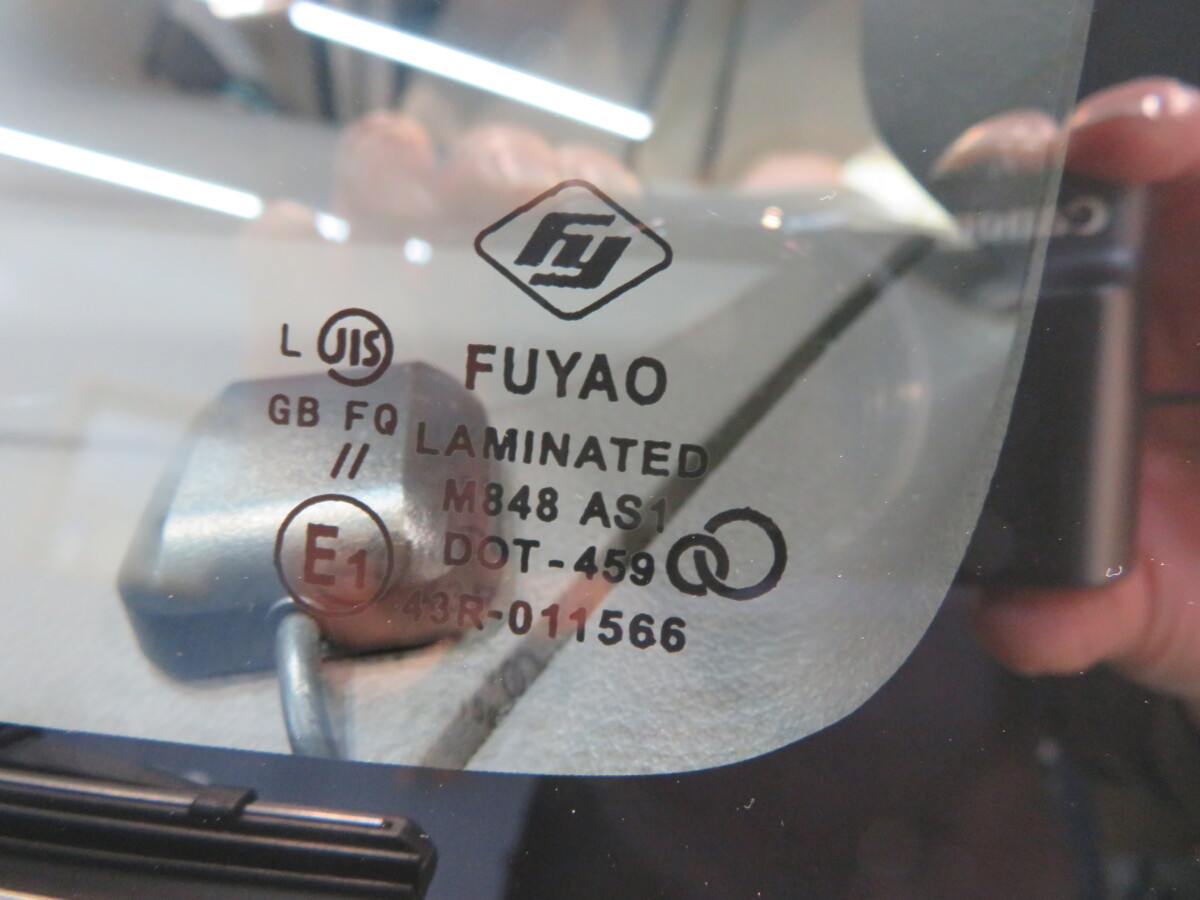 fy
L JIS
FUYAO
GB FQ
//
LAMINATED
M848 AS1
E1
DOT-459
43R-011566